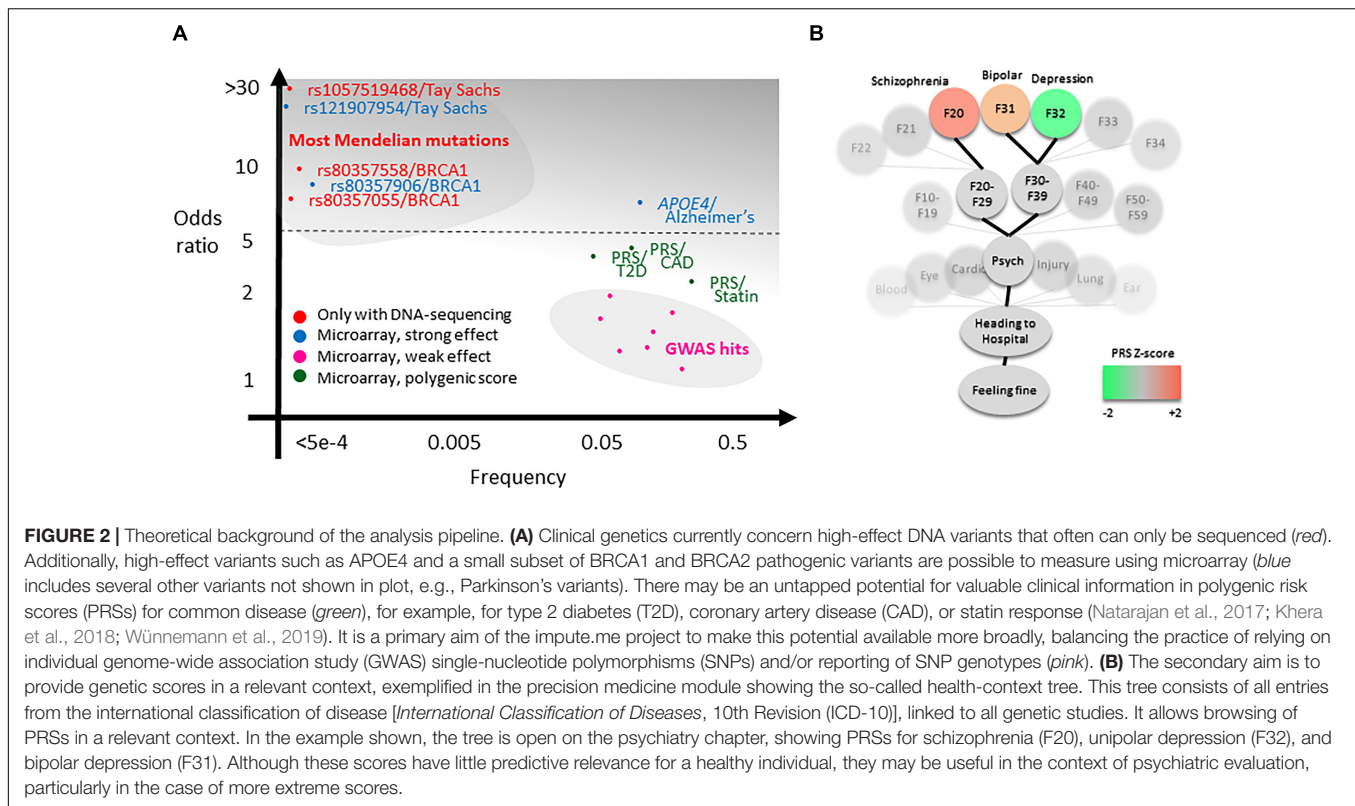 A
>30
10
Odds
ratio
5
2
1
rs1057519468/Tay Sachs
rs121907954/Tay Sachs
Most Mendelian mutations
rs80357558/BRCA1
rs80357906/BRCA1
rs80357055/BRCA1
APOE4/
Alzheimer's
PRS/
T2D
PRS/
CAD
PRS/
Statin
GWAS hits
Only with DNA-sequencing
Microarray, strong effect
Microarray, weak effect
Microarray, polygenic score
<5e-4
0.005
0.05
0.5
Frequency
B
Schizophrenia
Bipolar
Depression
F22
F21
F20
F31
F32
F33
F34
F10-
F19
F20-
F29
F30-
F39
F40-
F49
F50-
F59
Blood
Eye
Cardio
Psych
Injury
Lung
Ear
Heading to
Hospital
Feeling fine
PRS Z-score
-2
+2
FIGURE 2 | Theoretical background of the analysis pipeline. (A) Clinical genetics currently concern high-effect DNA variants that often can only be sequenced (red).
Additionally, high-effect variants such as APOE4 and a small subset of BRCA1 and BRCA2 pathogenic variants are possible to measure using microarray (blue
includes several other variants not shown in plot, e.g., Parkinson's variants). There may be an untapped potential for valuable clinical information in polygenic risk
scores (PRSs) for common disease (green), for example, for type 2 diabetes (T2D), coronary artery disease (CAD), or statin response (Natarajan et al., 2017; Khera
et al., 2018; Wünnemann et al., 2019). It is a primary aim of the impute.me project to make this potential available more broadly, balancing the practice of relying on
individual genome-wide association study (GWAS) single-nucleotide polymorphisms (SNPs) and/or reporting of SNP genotypes (pink). (B) The secondary aim is to
provide genetic scores in a relevant context, exemplified in the precision medicine module showing the so-called health-context tree. This tree consists of all entries
from the international classification of disease [International Classification of Diseases, 10th Revision (ICD-10)], linked to all genetic studies. It allows browsing of
PRSs in a relevant context. In the example shown, the tree is open on the psychiatry chapter, showing PRSs for schizophrenia (F20), unipolar depression (F32), and
bipolar depression (F31). Although these scores have little predictive relevance for a healthy individual, they may be useful in the context of psychiatric evaluation,
particularly in the case of more extreme scores.